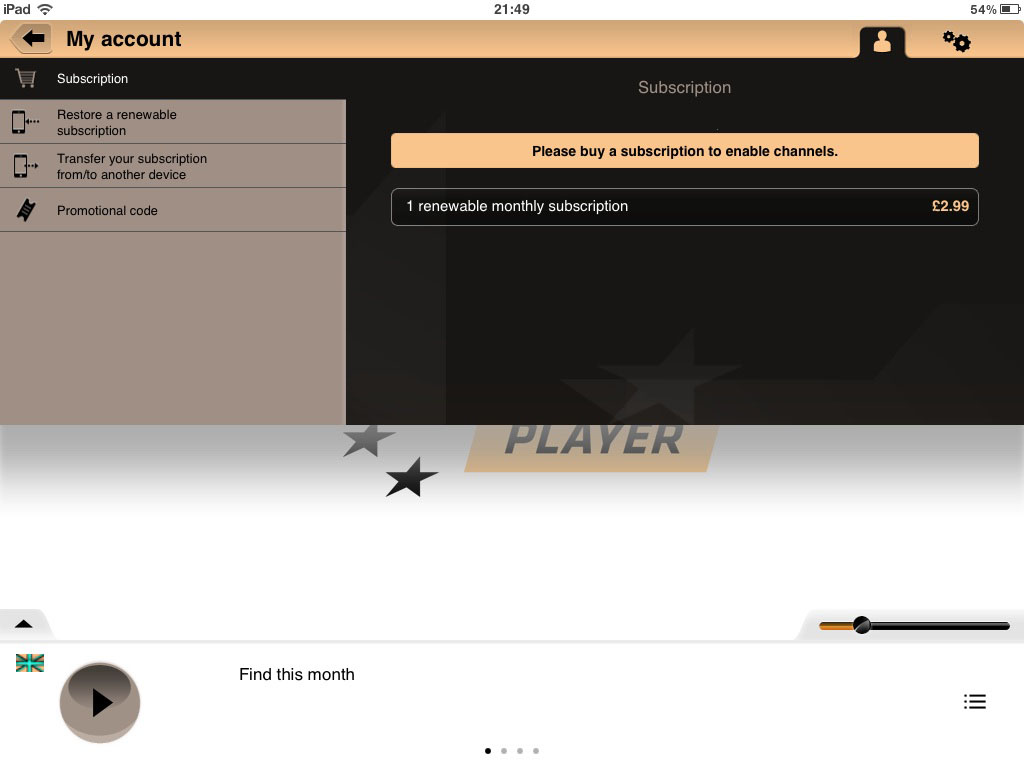 iPad
21:49
54%
My account
Subscription
Restore a renewable
subscription
Transfer your subscription
from/to another device
Promotional code
Subscription
Please buy a subscription to enable channels.
1 renewable monthly subscription £2.99
PLAYER
Find this month